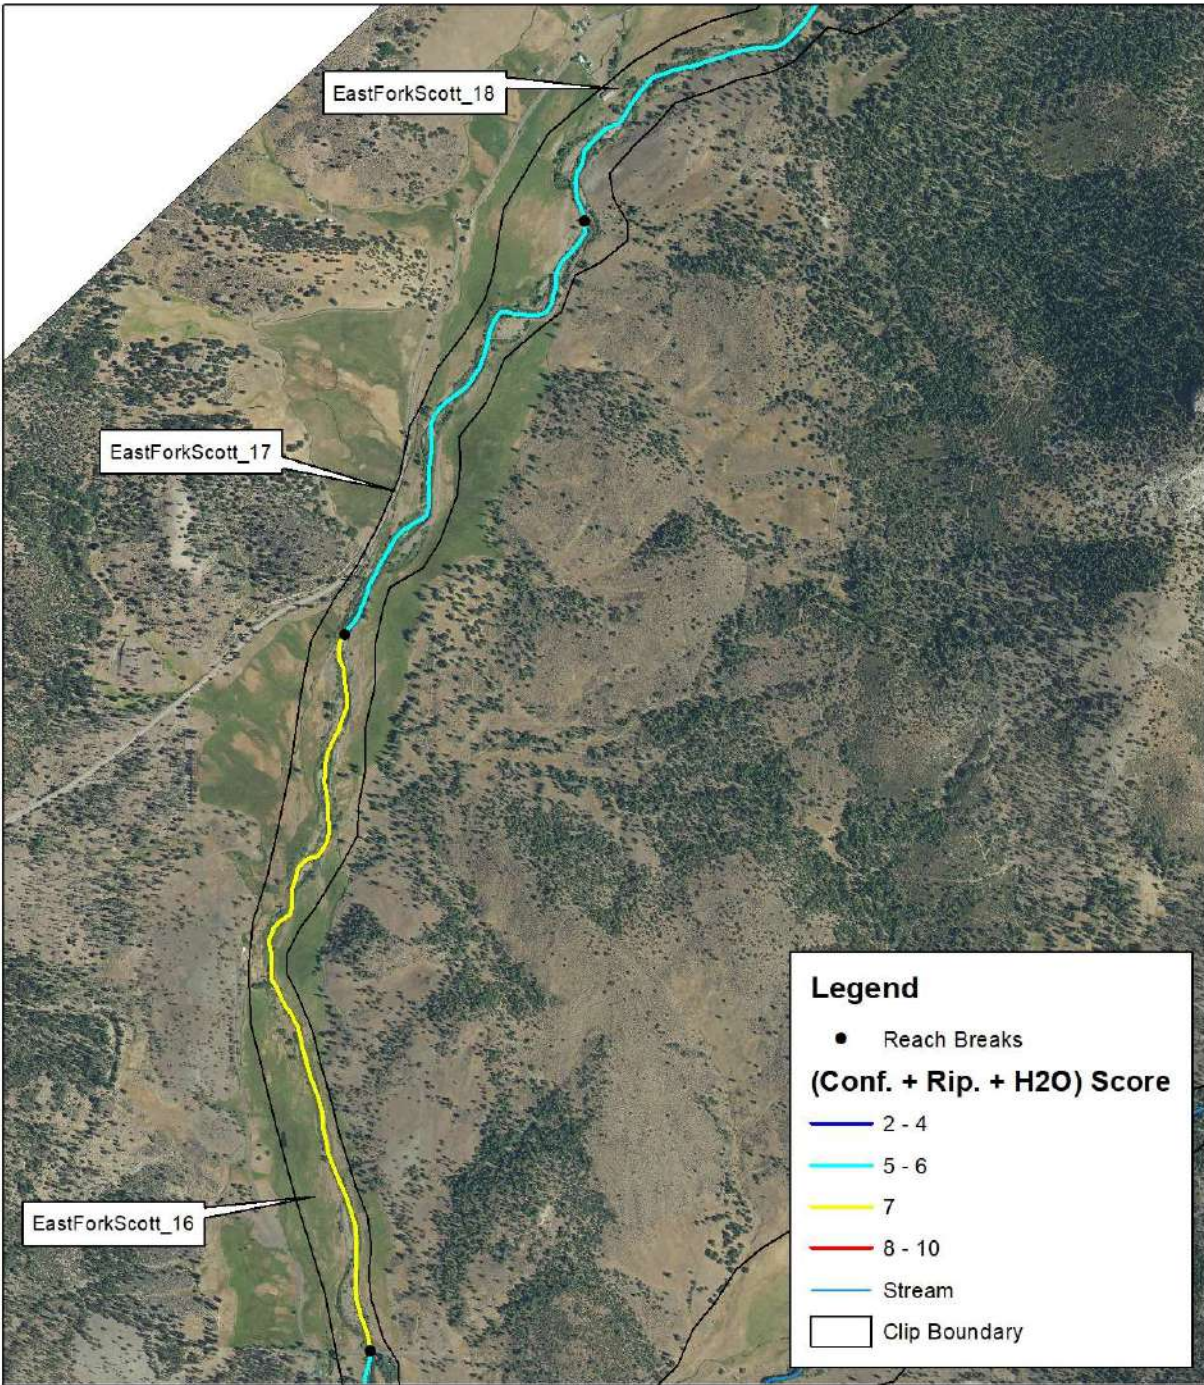 EastForkScott_18
EastForkScott_17
EastForkScott_16
Legend
Reach Breaks
(Conf. + Rip. + H2O) Score
2 - 4
5 - 6
7
8 - 10
Stream
Clip Boundary